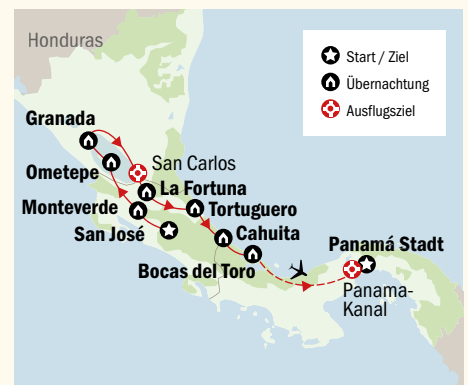 Honduras
Start / Ziel
Übernachtung
Ausflugsziel
Granada
San Carlos
Ometepe
La Fortuna
Monteverde
Tortuguero
San José
Cahuita
Panamá Stadt
Bocas del Toro
Panama-
Kanal